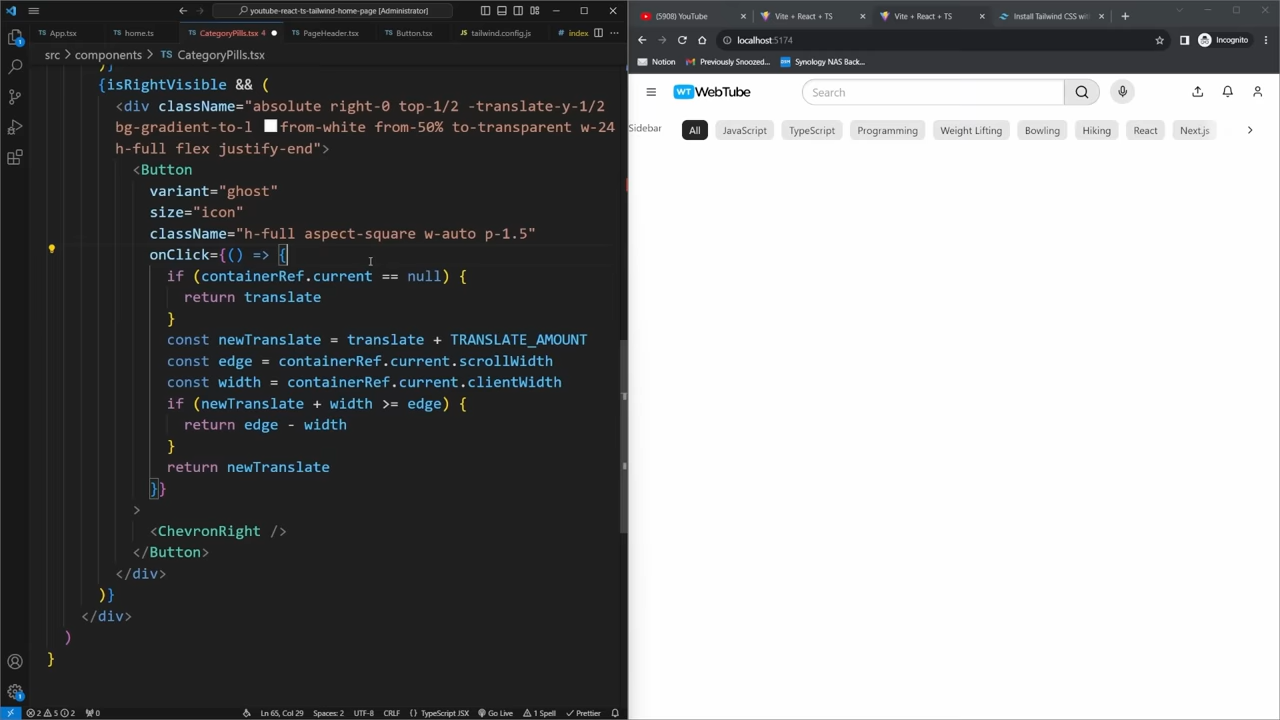 youtube-react-ts-tailwind-home-page [Administrator]
App.tsx
home.ts
CategoryPills.tsx 4
PageHeader.tsx
Button.tsx
tailwind.config.js
index
src > components > CategoryPills.tsx
)}
{isRightVisible && (
<div className="absolute right-0 top-1/2 -translate-y-1/2
bg-gradient-to-l from-white from-50% to-transparent w-24
h-full flex justify-end">
<Button
variant="ghost"
size="icon"
className="h-full aspect-square w-auto p-1.5"
onClick={() => {
if (containerRef.current == null) {
return translate
}
const newTranslate = translate + TRANSLATE_AMOUNT
const edge = containerRef.current.scrollWidth
const width = containerRef.current.clientWidth
if (newTranslate + width >= edge) {
return edge - width
}
return newTranslate
}}
>
<ChevronRight />
</Button>
</div>
)}
</div>
)
}
2 5 2
0
Ln 65, Col 29
Spaces: 2
UTF-8
CRLF
{} TypeScript JSX
Go Live
1 Spell
Prettier
(5908) YouTube
Vite + React + TS
Vite + React + TS
Install Tailwind CSS wit
localhost:5174
Incognito
Notion
Previously Snoozed...
Synology NAS Back...
WT WebTube
Search
Sidebar
All
JavaScript
TypeScript
Programming
Weight Lifting
Bowling
Hiking
React
Next.js